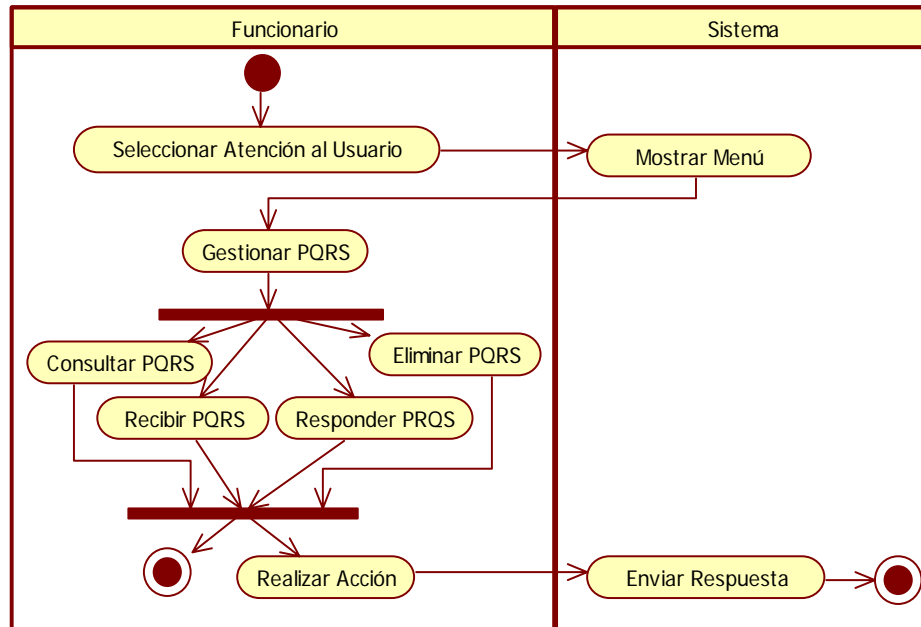 Funcionario
Sistema
Seleccionar Atención al Usuario
Mostrar Menú
Gestionar PQRS
Consultar PQRS
Eliminar PQRS
Recibir PQRS
Responder PRQS
Realizar Acción
Enviar Respuesta